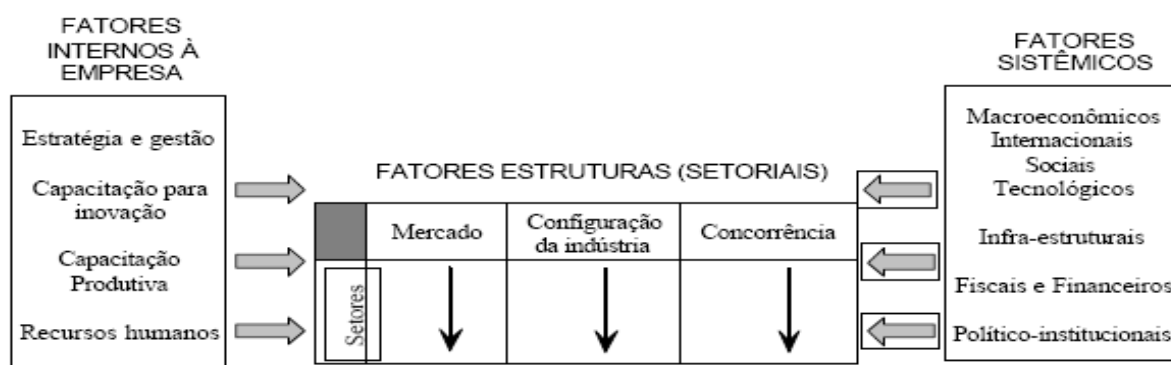 FATORES
INTERNOS À
EMPRESA
Estratégia e gestão
Capacitação para
inovação
Capacitação
Produtiva
Recursos humanos
FATORES ESTRUTURAS (SETORIAIS)
Mercado
Configuração
da indústria
Concorrência
Setores
FATORES
SISTÊMICOS
Macroeconômicos
Internacionais
Sociais
Tecnológicos
Infra-estruturais
Fiscais e Financeiros
Político-institucionais